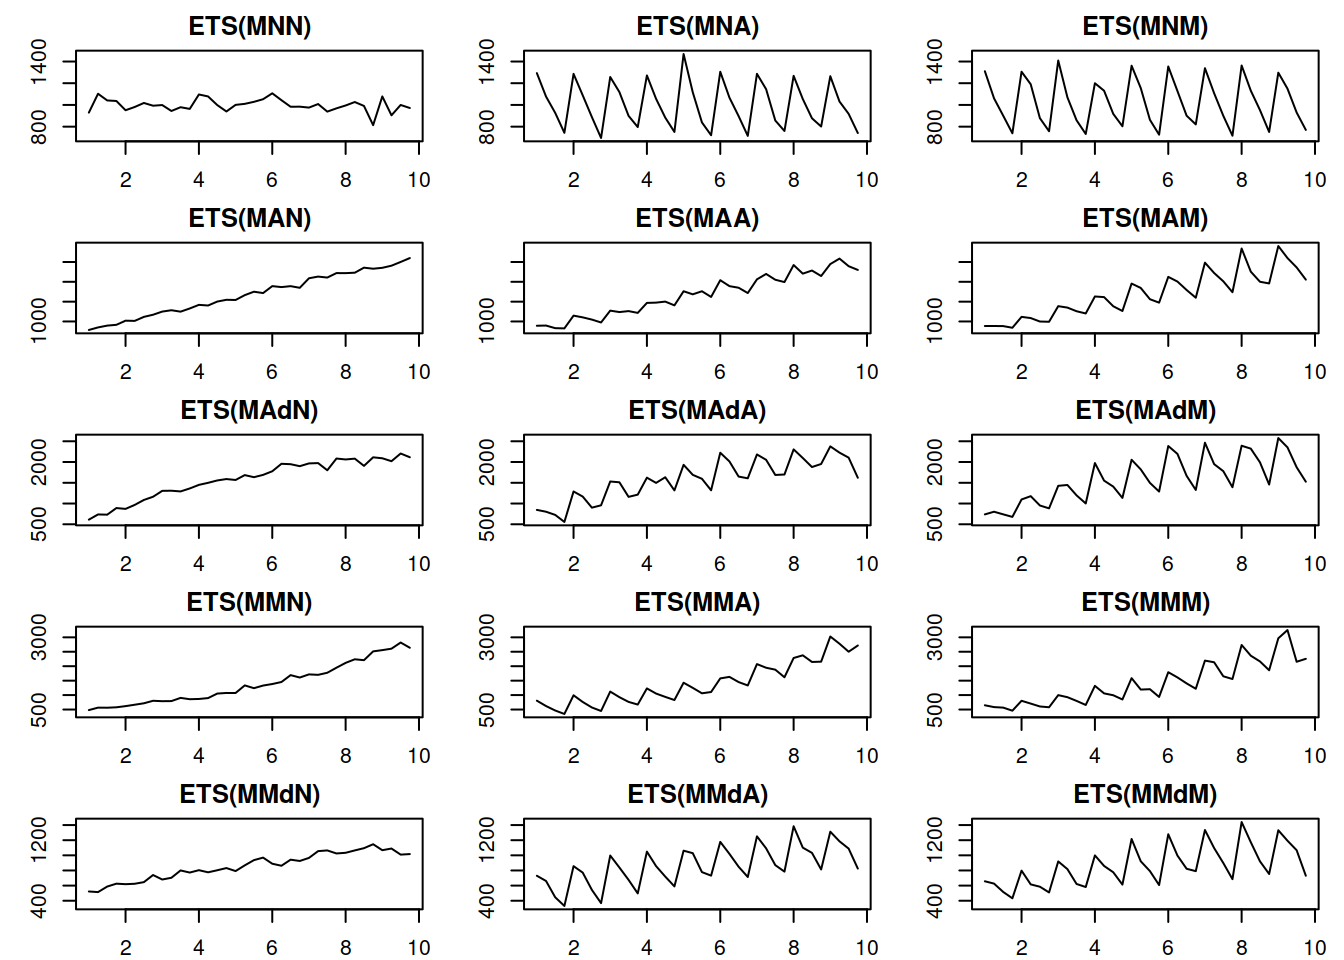 ETS(MNN) ETS(MNA) ETS(MNM)
1400 1400 1400
800 800 800
2 4 6 8 10 2 4 6 8 10 2 4 6 8 10
ETS(MAN) ETS(MAA) ETS(MAM)
1000 1000 1000
2 4 6 8 10 2 4 6 8 10 2 4 6 8 10
ETS(MAdN) ETS(MAdA) ETS(MAdM)
2000 2000 2000
500 500 500
2 4 6 8 10 2 4 6 8 10 2 4 6 8 10
ETS(MMN) ETS(MMA) ETS(MMM)
3000 3000 3000
500 500 500
2 4 6 8 10 2 4 6 8 10 2 4 6 8 10
ETS(MMdN) ETS(MMdA) ETS(MMdM)
1200 1200 1200
400 400 400
2 4 6 8 10 2 4 6 8 10 2 4 6 8 10